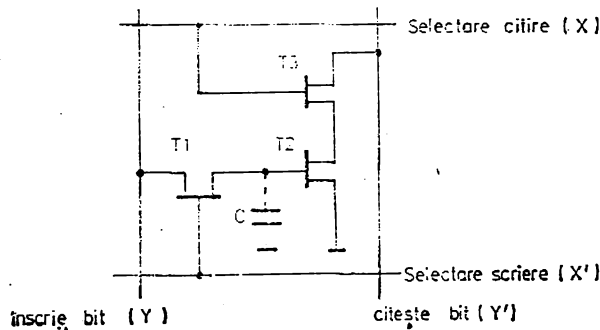 Selectare citire (X)
T3
T1
T2
C
Selectare scriere (X')
înscrie bit (Y)
citește bit (Y')